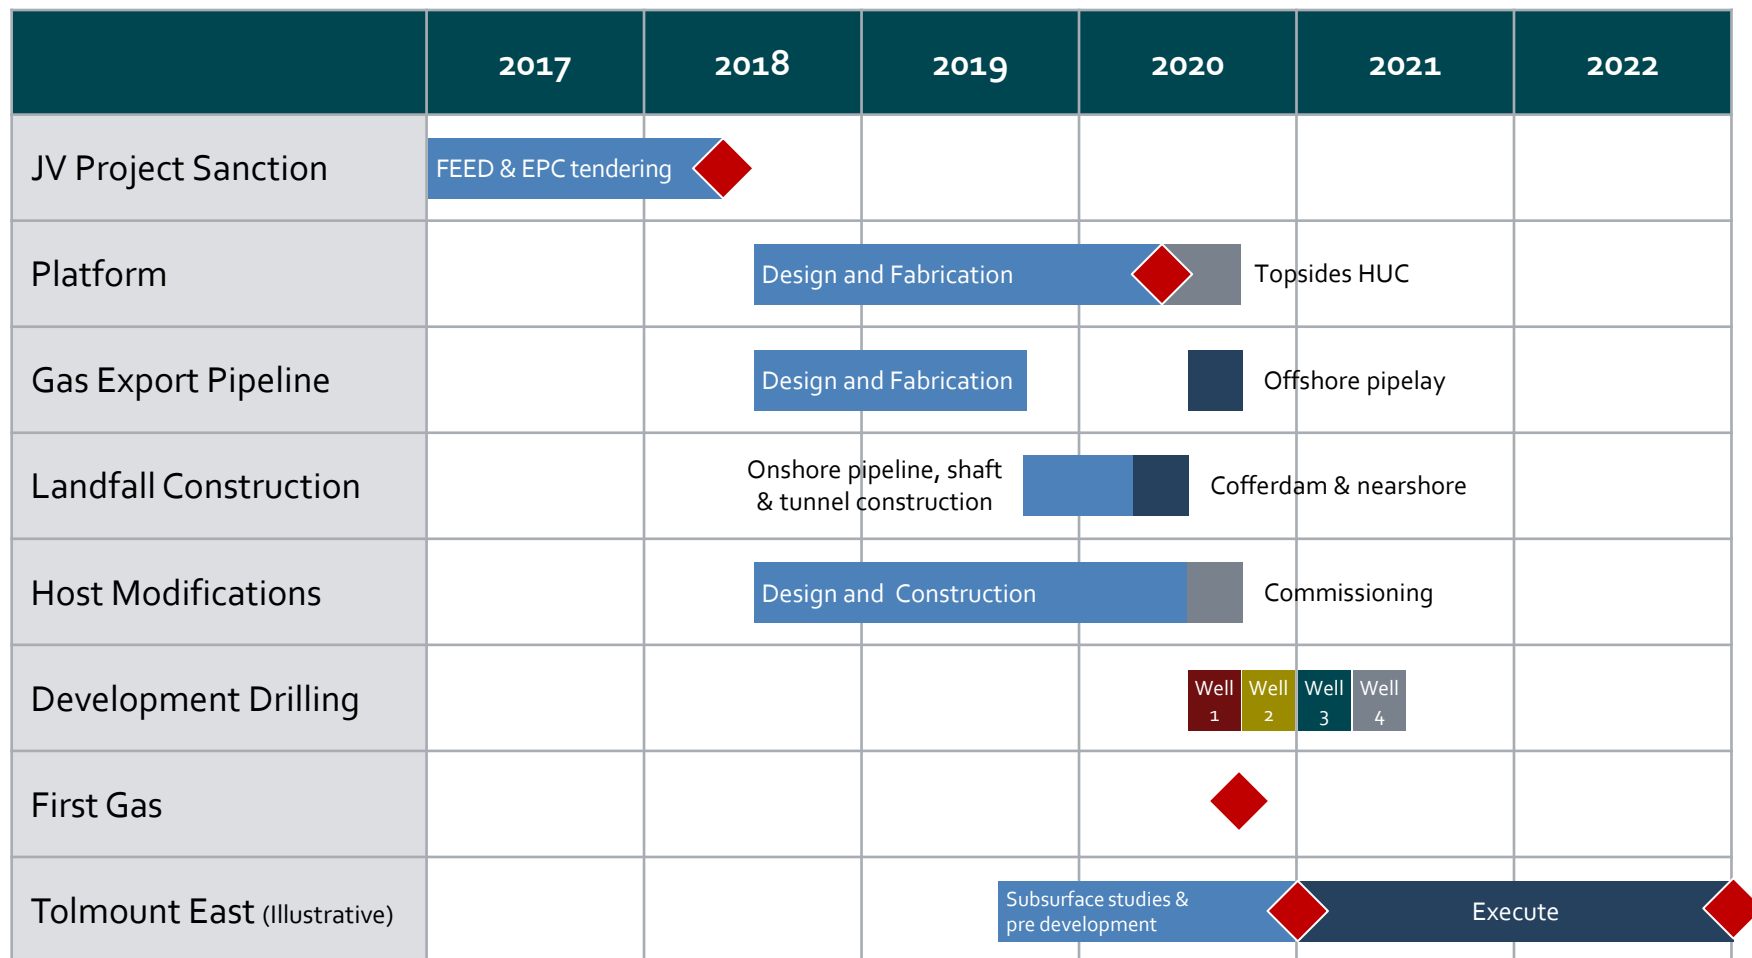 2017 2018 2019 2020 2021 2022
JV Project Sanction
FEED & EPC tendering
Platform
Design and Fabrication
Topsides HUC
Gas Export Pipeline
Design and Fabrication
Offshore pipelay
Landfall Construction
Onshore pipeline, shaft
& tunnel construction
Cofferdam & nearshore
Host Modifications
Design and Construction
Commissioning
Development Drilling
Well
1
Well
2
Well
3
Well
4
First Gas
Tolmount East (Illustrative)
Subsurface studies &
pre development
Execute